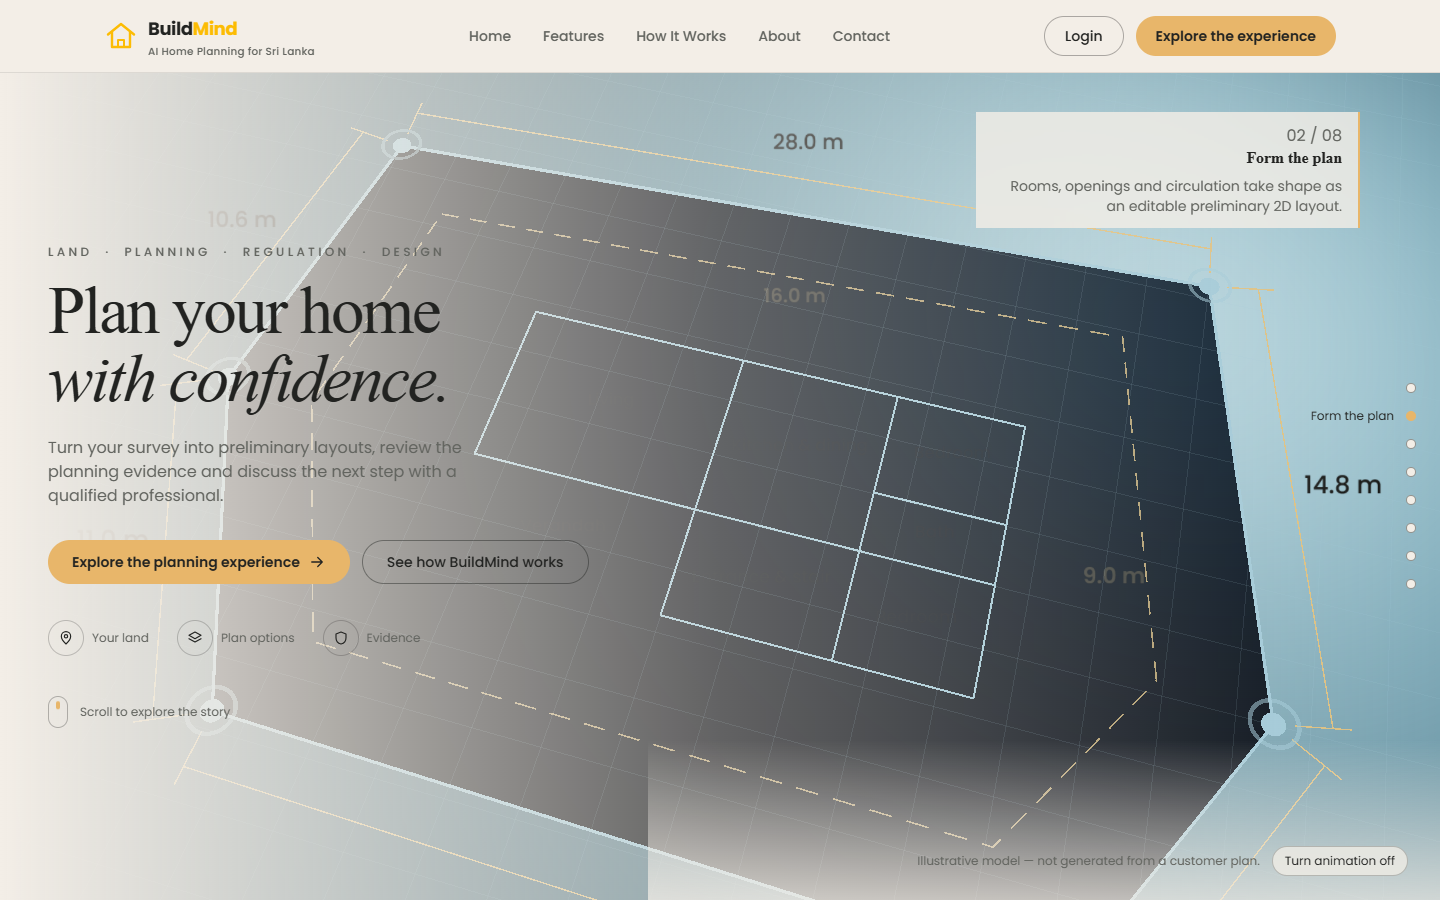 BuildMind
AI Home Planning for Sri Lanka
Home
Features
How It Works
About
Contact
Login
Explore the experience
28.0 m
02 / 08
Form the plan
Rooms, openings and circulation take shape as
an editable preliminary 2D layout.
10.6 m
LAND · PLANNING · REGULATION · DESIGN
16.0 m
Plan your home
with confidence.
Form the plan
Turn your survey into preliminary layouts, review the
planning evidence and discuss the next step with a
qualified professional.
14.8 m
11.0 m
Explore the planning experience →
See how BuildMind works
9.0 m
Your land
Plan options
Evidence
Scroll to explore the story
Illustrative model — not generated from a customer plan.
Turn animation off